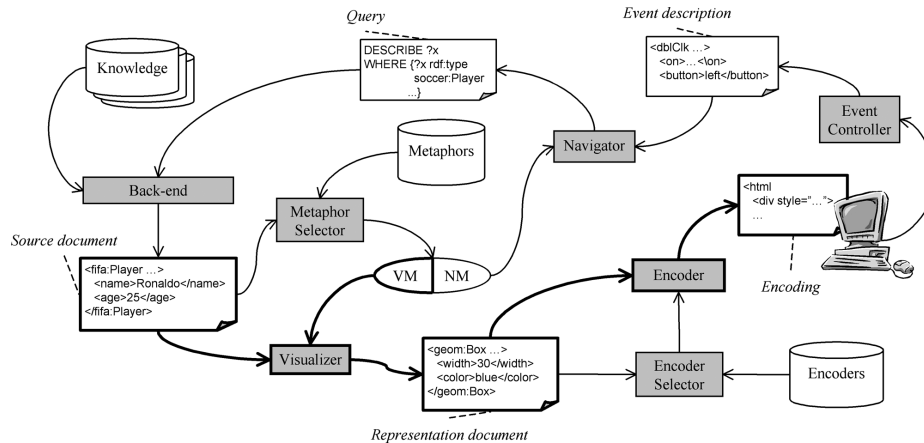 Query
Event description
DESCRIBE ?x
WHERE {?x rdf:type
soccer:Player
...}
<dblClk ...>
<on>...<\on>
<button>left</button>
Knowledge
Event
Controller
Navigator
Metaphors
Back-end
Metaphor
Selector
<html
<div style="...">
...
Source document
<fifa:Player ...>
<name>Ronaldo</name>
<age>25</age>
</fifa:Player>
VM
NM
Encoder
Encoding
Visualizer
<geom:Box ...>
<width>30</width>
<color>blue</color>
</geom:Box>
Encoder
Selector
Encoders
Representation document